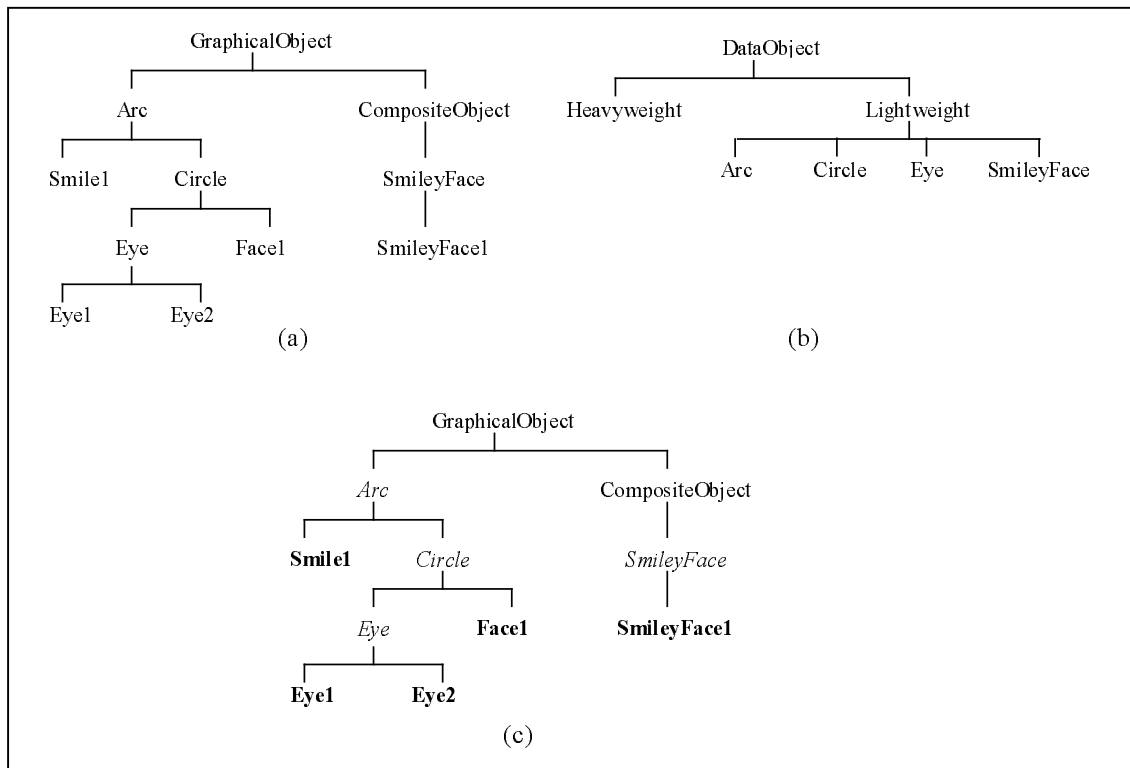 GraphicalObject
Arc CompositeObject
Smile1 Circle SmileyFace
Eye Face1 SmileyFace1
Eye1 Eye2
(a)
DataObject
Heavyweight Lightweight
Arc Circle Eye SmileyFace
(b)
GraphicalObject
Arc CompositeObject
Smile1 Circle SmileyFace
Eye Face1 SmileyFace1
Eye1 Eye2
(c)